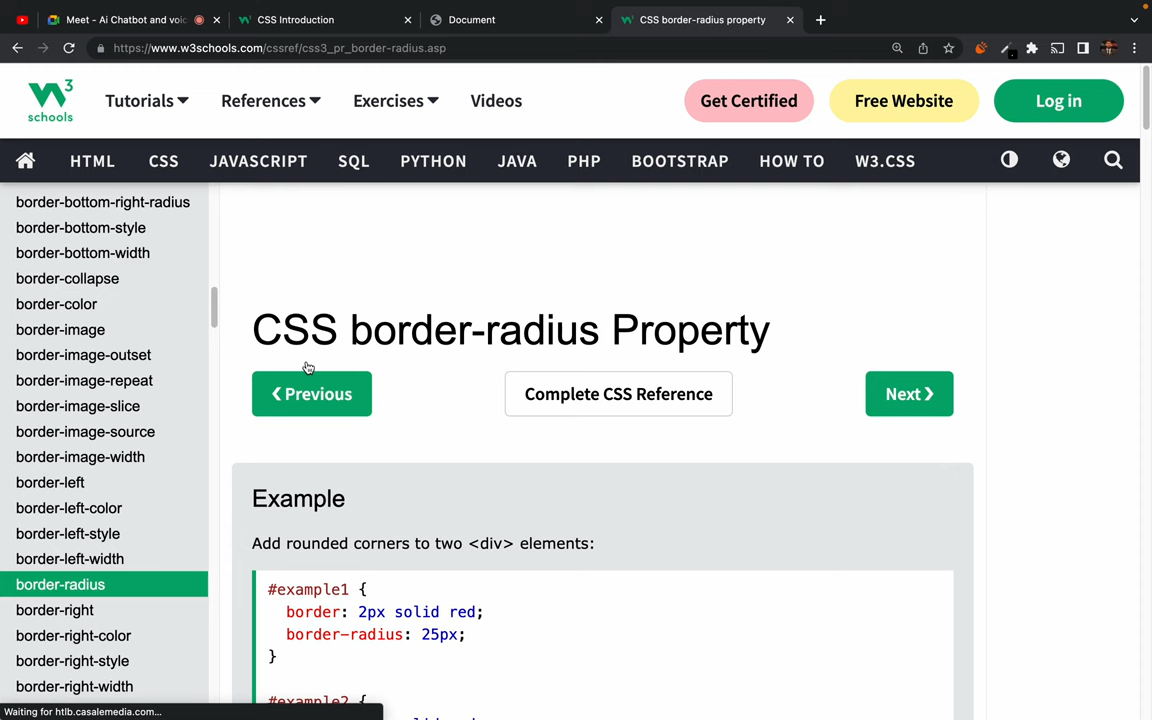 Meet - Ai Chatbot and voic
CSS Introduction
Document
CSS border-radius property
https://www.w3schools.com/cssref/css3_pr_border-radius.asp
w3
schools
Tutorials
References
Exercises
Videos
Get Certified
Free Website
Log in
HTML
CSS
JAVASCRIPT
SQL
PYTHON
JAVA
PHP
BOOTSTRAP
HOW TO
W3.CSS
border-bottom-right-radius
border-bottom-style
border-bottom-width
border-collapse
border-color
border-image
border-image-outset
border-image-repeat
border-image-slice
border-image-source
border-image-width
border-left
border-left-color
border-left-style
border-left-width
border-radius
border-right
border-right-color
border-right-style
border-right-width
CSS border-radius Property
❮ Previous
Complete CSS Reference
Next ❯
Example
Add rounded corners to two <div> elements:
#example1 {
border: 2px solid red;
border-radius: 25px;
}
#example2 {
Waiting for htlb.casalemedia.com...